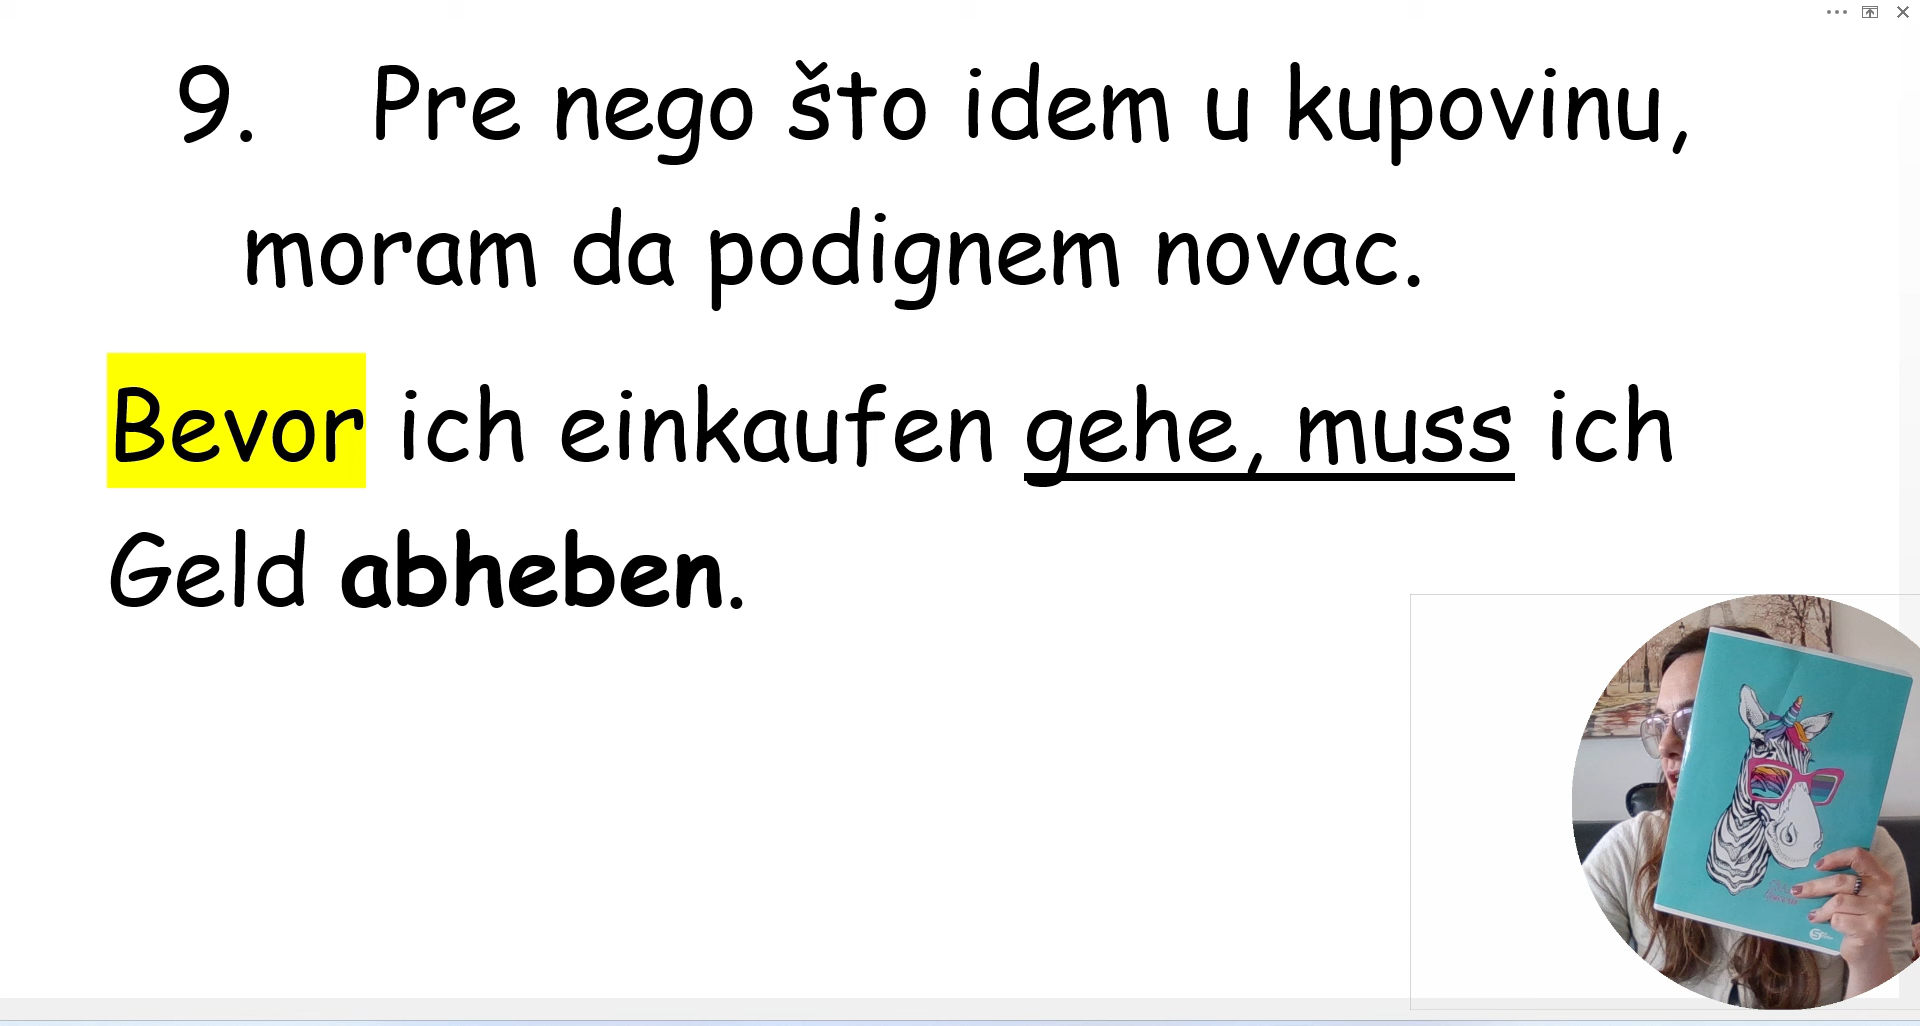 9. Pre nego što idem u kupovinu,
moram da podignem novac.
Bevor ich einkaufen gehe, muss ich
Geld abheben.